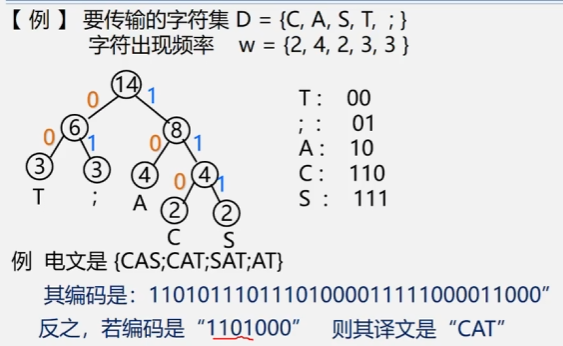 【 例 】 要传输的字符集 D = {C, A, S, T, ; }
字符出现频率 w = {2, 4, 2, 3, 3 }
14
0 1
6 8
0 1 0 1
3 3 4 4
T ; A
0 1
2 2
C S
T : 00
; : 01
A : 10
C : 110
S : 111
例 电文是 {CAS;CAT;SAT;AT}
其编码是: 11010111011101000011111000011000”
反之，若编码是“1101000” 则其译文是“CAT”